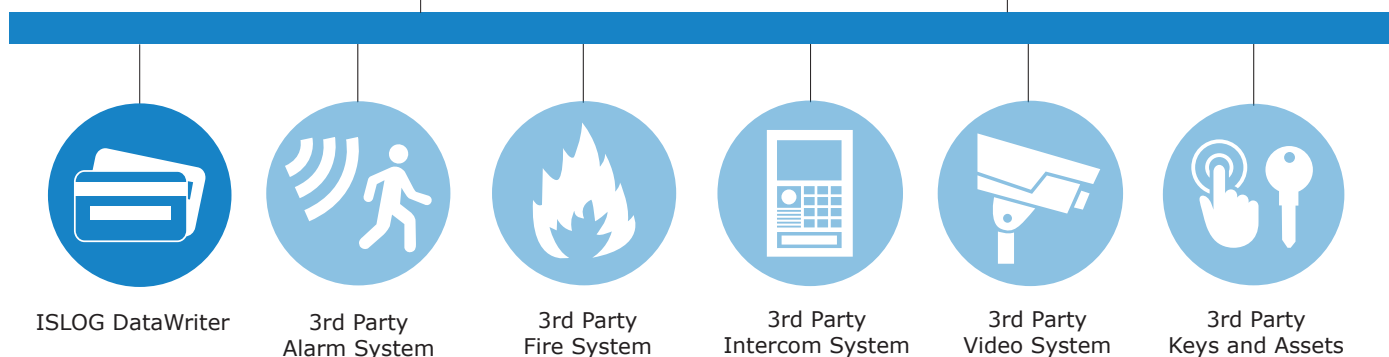 ISLOG DataWriter
3rd Party
Alarm System
3rd Party
Fire System
3rd Party
Intercom System
3rd Party
Video System
3rd Party
Keys and Assets